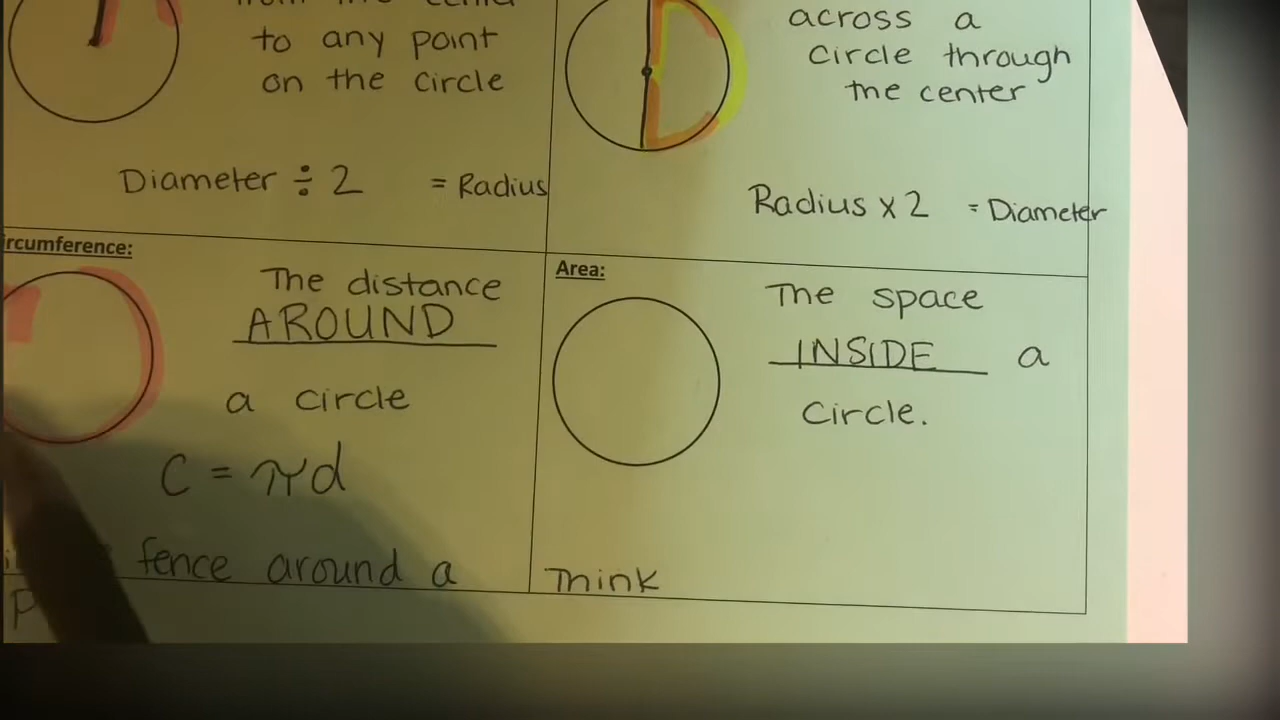 to any point
on the circle
Diameter ÷ 2 = Radius
across a
circle through
the center
Radius x 2 = Diameter
ircumference:
The distance
AROUND
a circle
C = πd
fence around a
Area:
The space
INSIDE a
circle.
Think